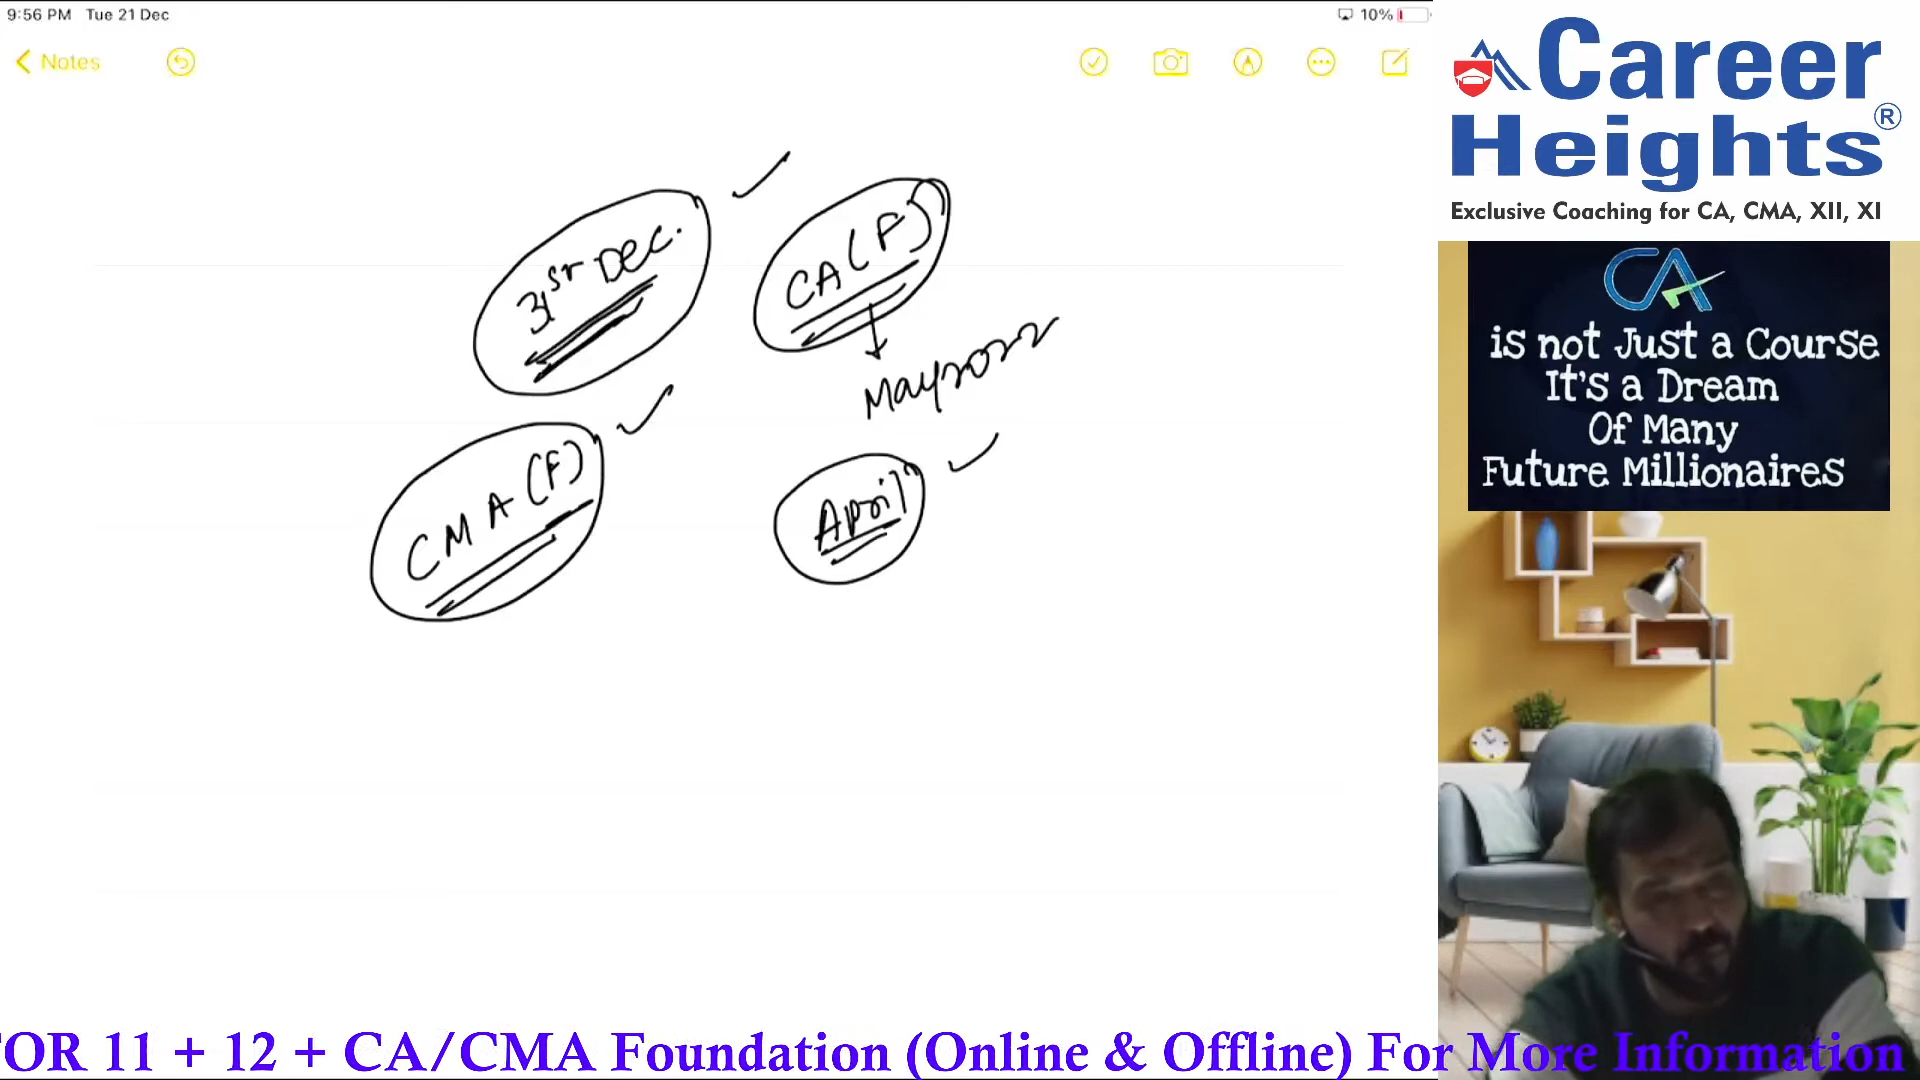 9:56 PM Tue 21 Dec
10%
Notes
31st Dec.
CA (F)
May 2022
CMA (F)
April
Career
Heights
®
Exclusive Coaching for CA, CMA, XII, XI
CA
is not Just a Course
It's a Dream
Of Many
Future Millionaires
FOR 11 + 12 + CA/CMA Foundation (Online & Offline) For More Information